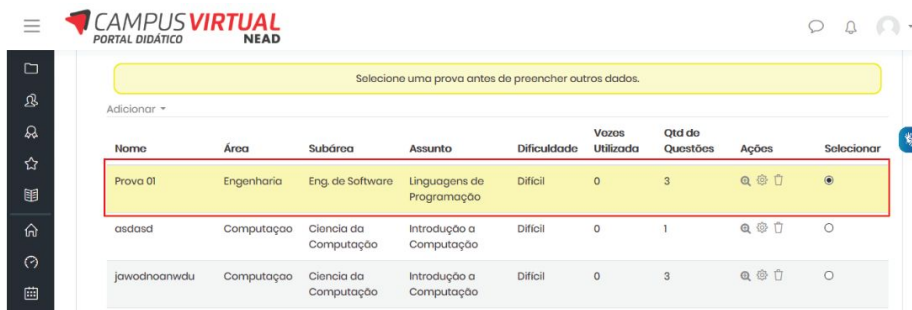 CAMPUS VIRTUAL
PORTAL DIDÁTICO NEAD
Selecione uma prova antes de preencher outros dados.
Adicionar
Nome Área Subárea Assunto Dificuldade Vezes Utilizada Qtd de Questões Ações Selecionar
Prova 01 Engenharia Eng. de Software Linguagens de Programação Difícil 0 3
asdasd Computaçao Ciencia da Computação Introdução a Computação Difícil 0 1
jawodnoanwdu Computaçao Ciencia da Computação Introdução a Computação Difícil 0 3